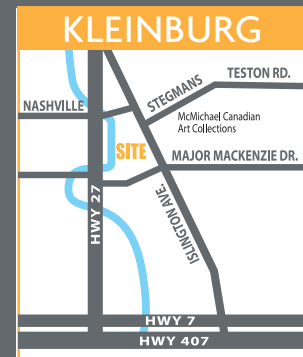 KLEINBURG
TESTON RD.
STEGMANS
NASHVILLE
McMichael Canadian
Art Collections
SITE
MAJOR MACKENZIE DR.
HWY 27
ISLINGTON AVE.
HWY 7
HWY 407